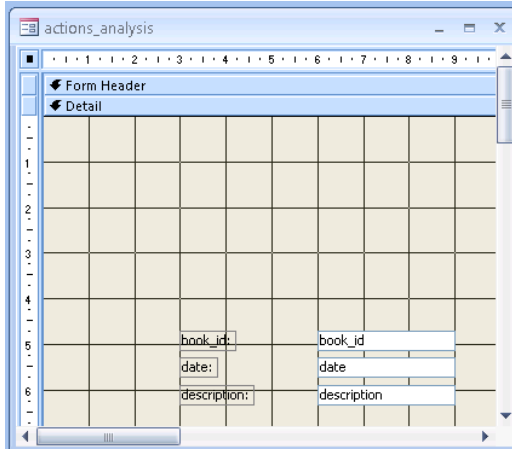 actions_analysis
1 2 3 4 5 6 7 8 9
Form Header
Detail
1
2
3
4
5
book_id: book_id
date: date
6
description: description